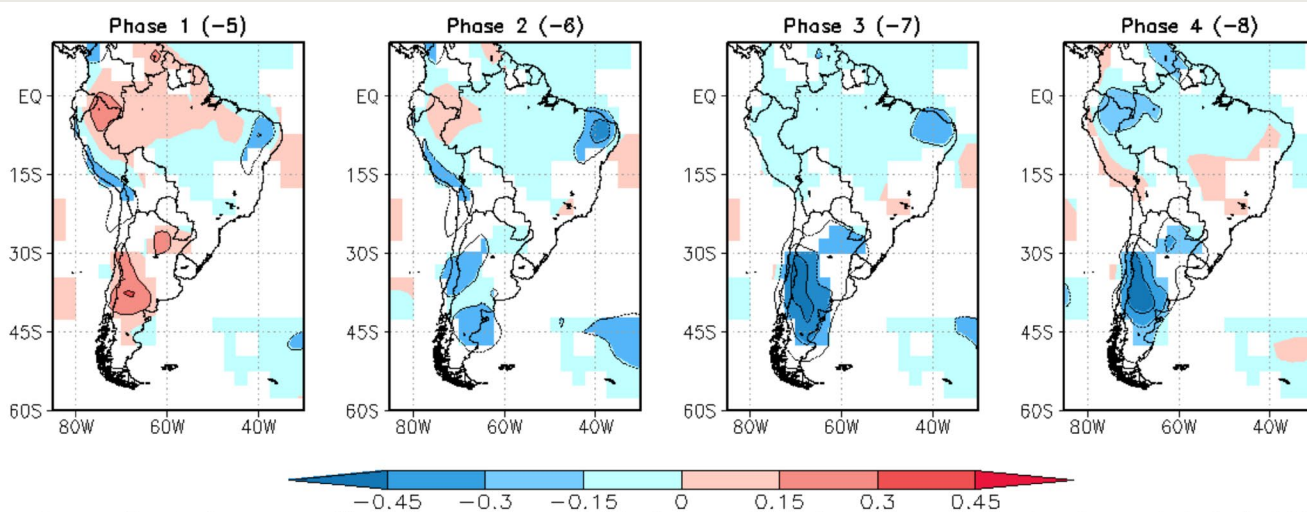 Phase 1 (−5) Phase 2 (−6) Phase 3 (−7) Phase 4 (−8)
EQ EQ EQ EQ
15S 15S 15S 15S
30S 30S 30S 30S
45S 45S 45S 45S
60S 60S 60S 60S
80W 60W 40W 80W 60W 40W 80W 60W 40W 80W 60W 40W
−0.45 −0.3 −0.15 0 0.15 0.3 0.45